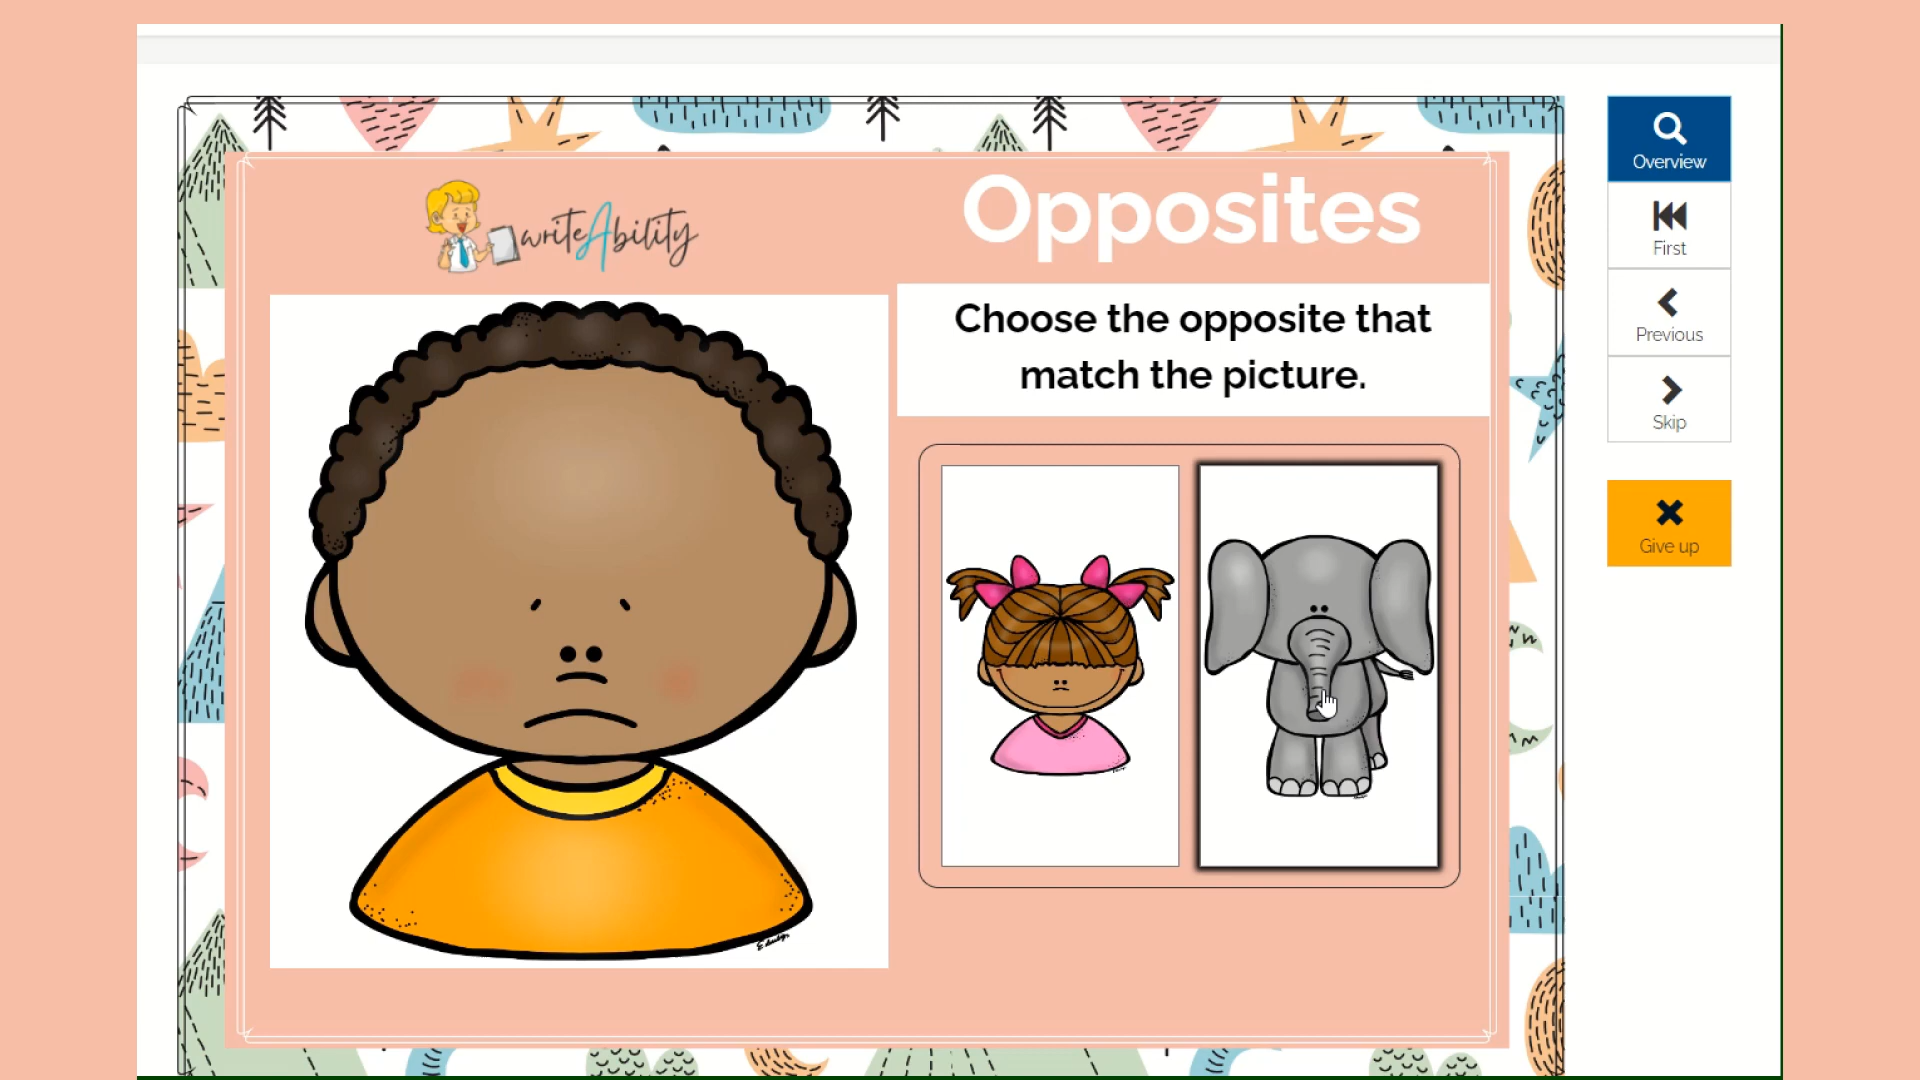 writeAbility
Opposites
Choose the opposite that
match the picture.
Overview
First
Previous
Skip
Give up